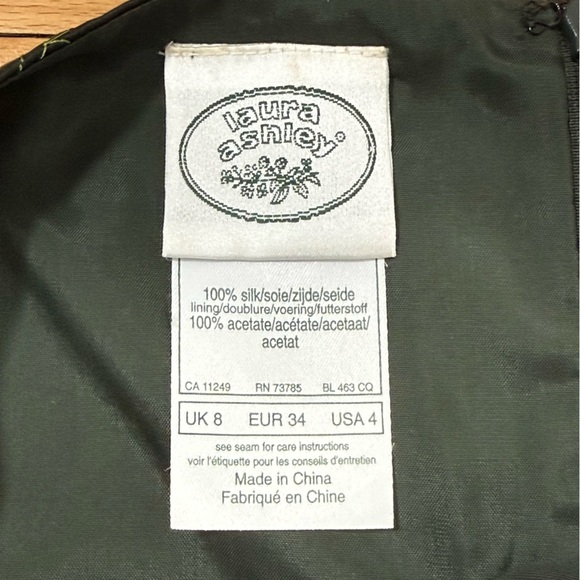 laura
ashley®
100% silk/soie/zijde/seide
lining/doublure/voering/futterstoff
100% acetate/acétate/acetaat/
acetat
CA 11249 RN 73785 BL 463 CQ
UK 8 EUR 34 USA 4
see seam for care instructions
voir l'étiquette pour les conseils d'entretien
Made in China
Fabriqué en Chine